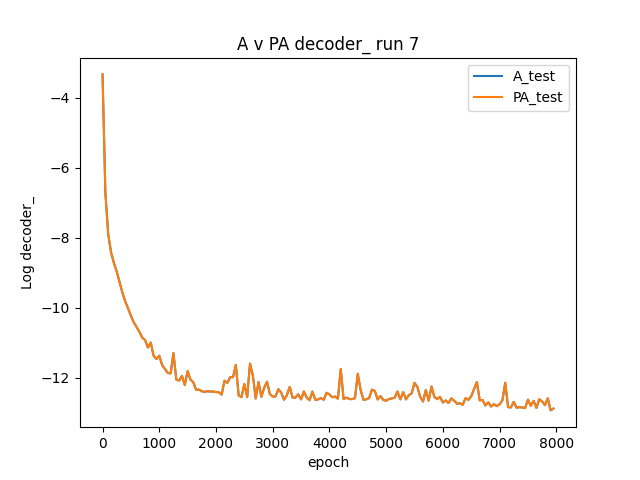 A v PA decoder_ run 7
A_test
PA_test
Log decoder_
−4
−6
−8
−10
−12
0 1000 2000 3000 4000 5000 6000 7000 8000
epoch